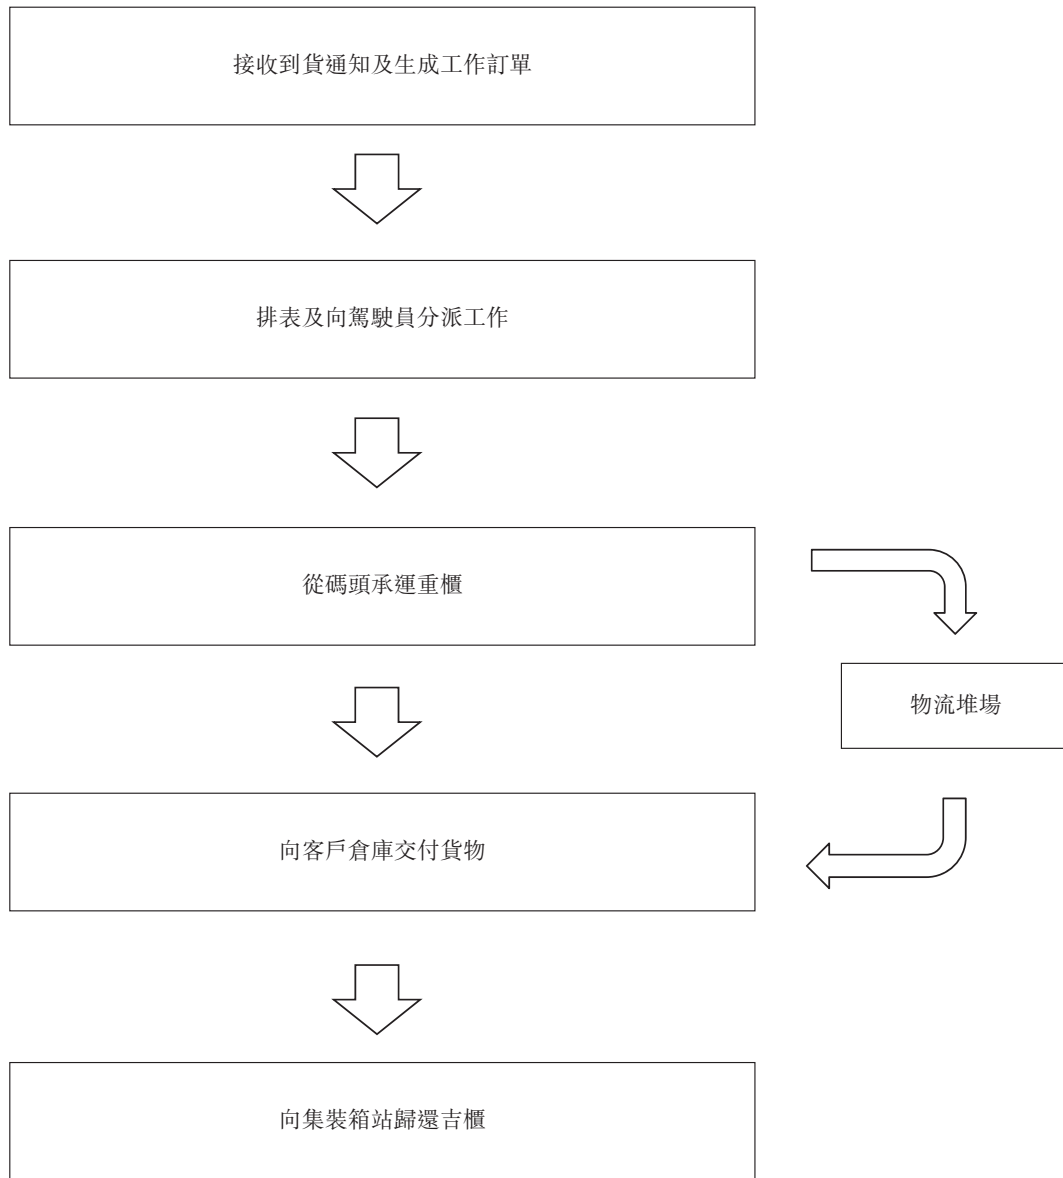 接收到貨通知及生成工作訂單
排表及向駕駛員分派工作
從碼頭承運重櫃
物流堆場
向客戶倉庫交付貨物
向集裝箱站歸還吉櫃